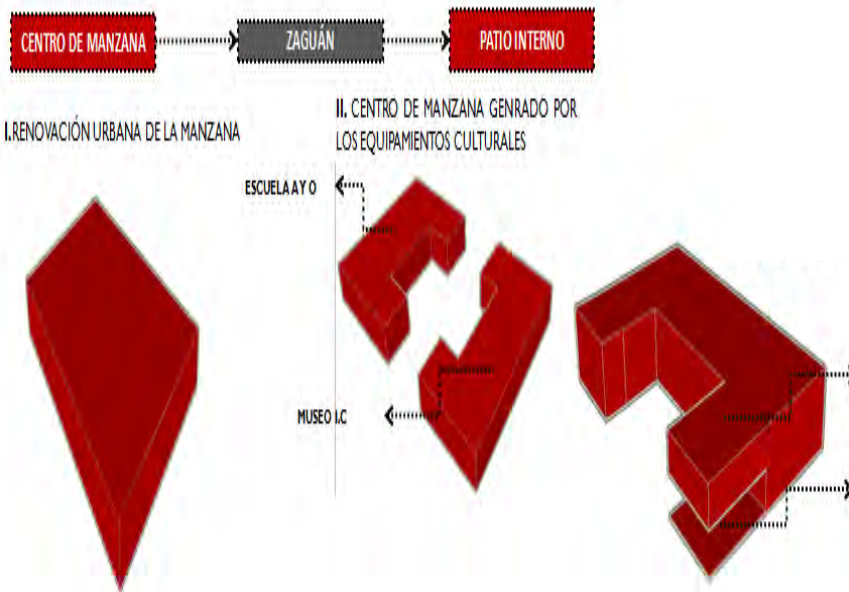 CENTRO DE MANZANA
ZAGUÁN
PATIO INTERNO
I.RENOVACIÓN URBANA DE LA MANZANA
II. CENTRO DE MANZANA GENRADO POR
LOS EQUIPAMIENTOS CULTURALES
ESCUELA A Y O
MUSEO I.C